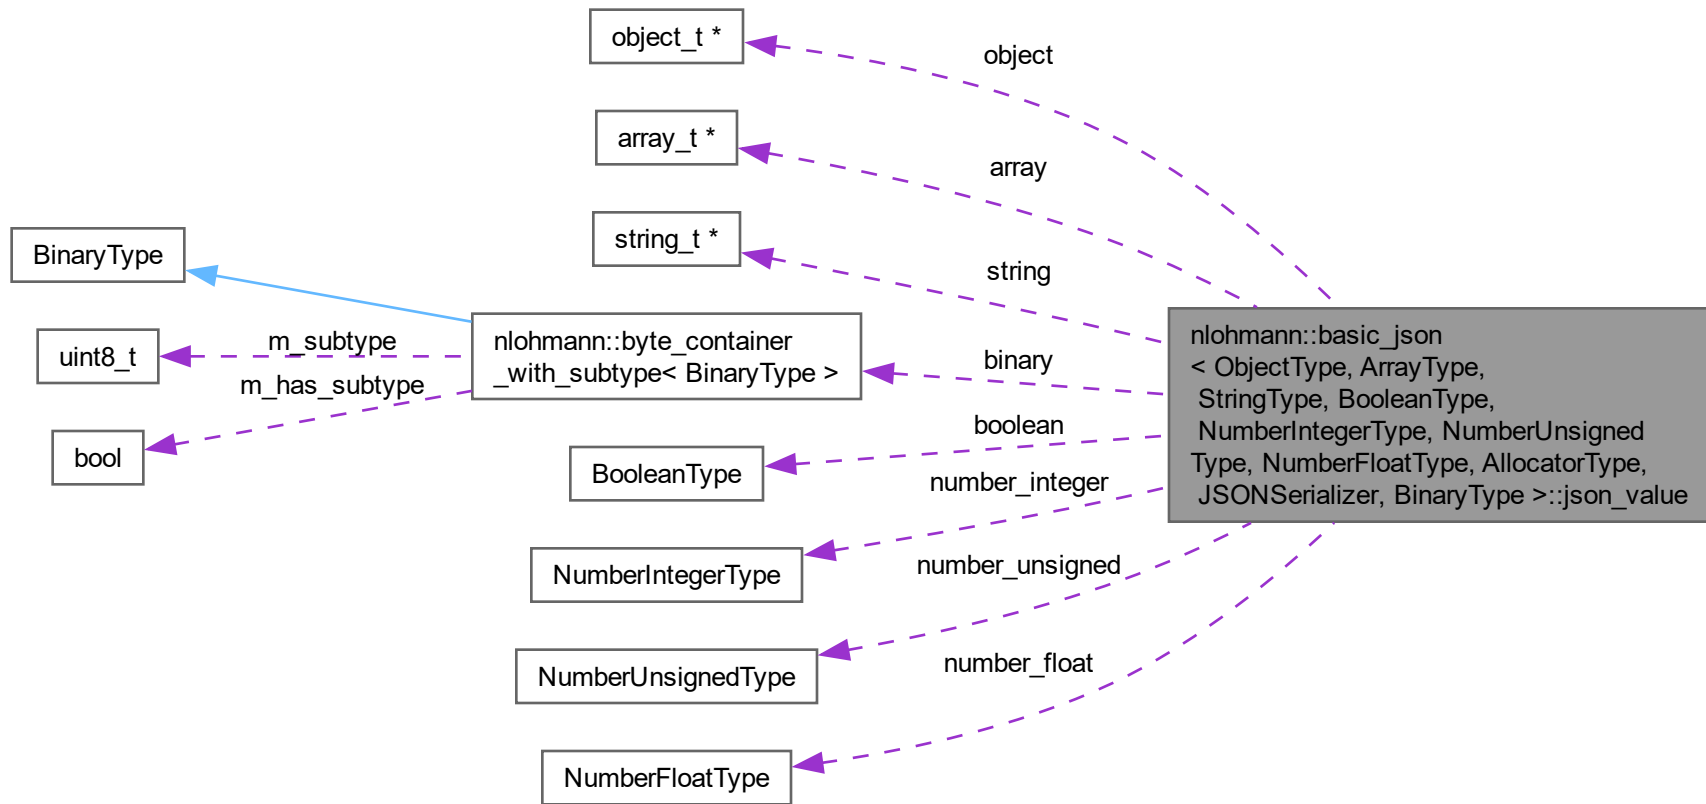 object_t *
object
array_t *
array
string_t *
string
BinaryType
uint8_t
m_subtype
m_has_subtype
bool
nlohmann::byte_container
_with_subtype< BinaryType >
binary
boolean
BooleanType
number_integer
NumberIntegerType
number_unsigned
NumberUnsignedType
number_float
NumberFloatType
nlohmann::basic_json
< ObjectType, ArrayType,
StringType, BooleanType,
NumberIntegerType, NumberUnsigned
Type, NumberFloatType, AllocatorType,
JSONSerializer, BinaryType >::json_value